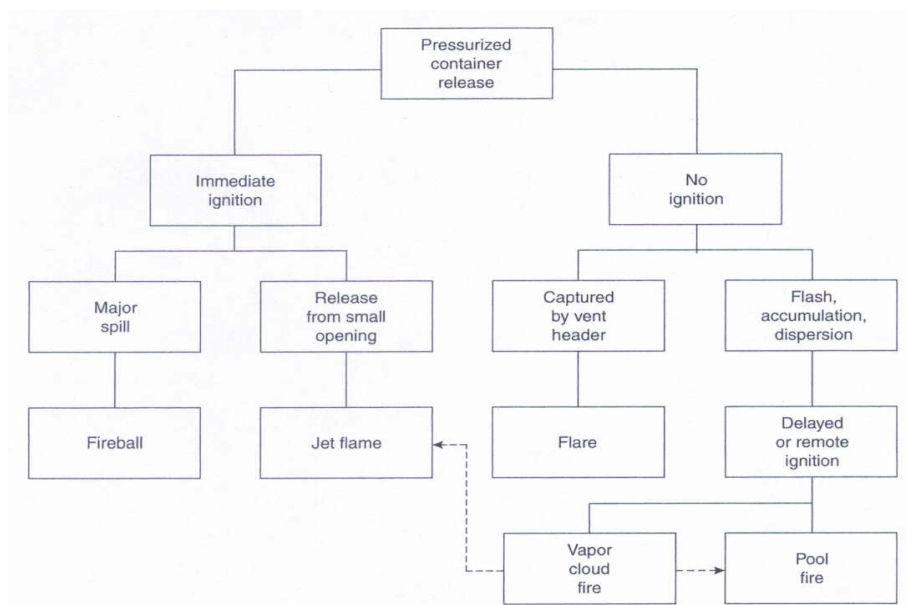 Pressurized
container
release
Immediate
ignition
No
ignition
Major
spill
Release
from small
opening
Captured
by vent
header
Flash,
accumulation,
dispersion
Fireball
Jet flame
Flare
Delayed
or remote
ignition
Vapor
cloud
fire
Pool
fire